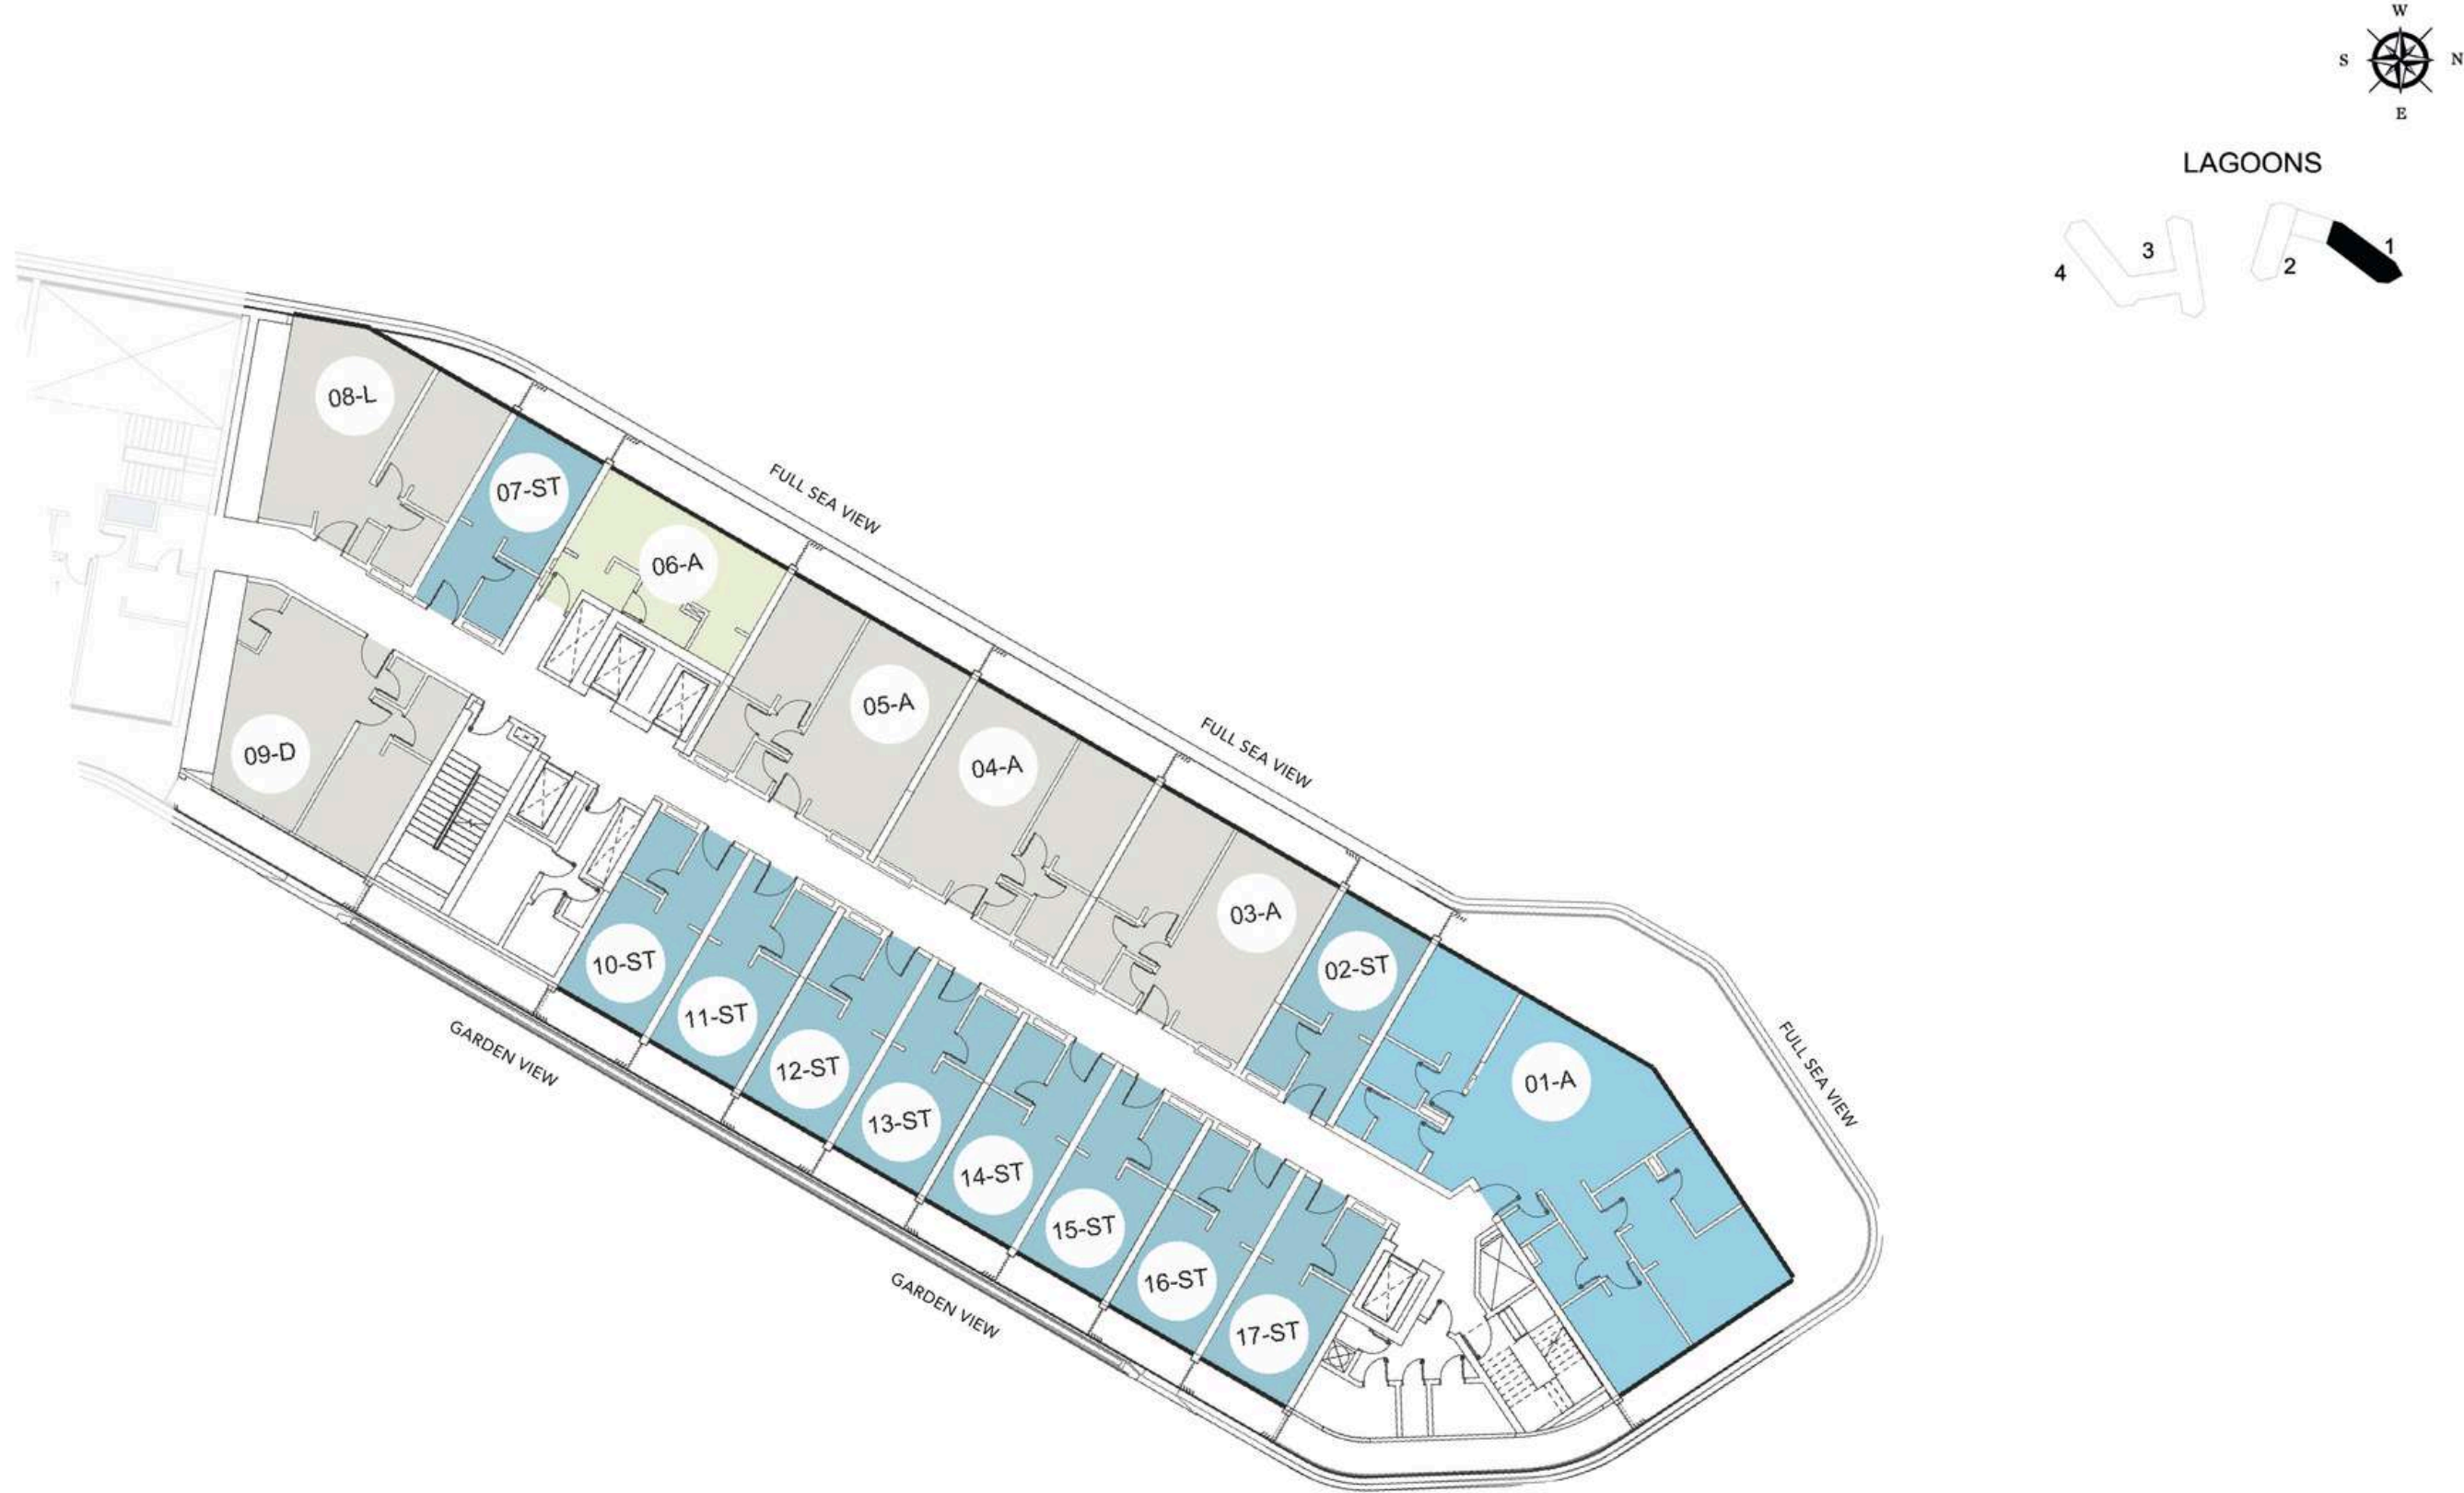 W
S
N
E
LAGOONS
3
1
4
2
08-L
07-ST
FULL SEA VIEW
06-A
05-A
09-D
04-A
FULL SEA VIEW
03-A
10-ST
02-ST
11-ST
GARDEN VIEW
12-ST
01-A
FULL SEA VIEW
13-ST
14-ST
15-ST
16-ST
GARDEN VIEW
17-ST